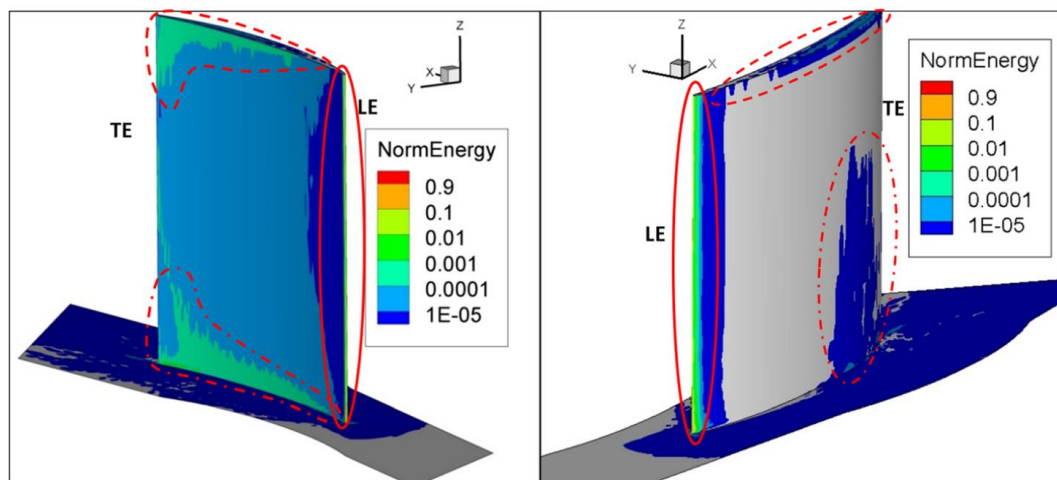 Z
X
Y
TE
LE
NormEnergy
0.9
0.1
0.01
0.001
0.0001
1E-05
Z
Y
X
TE
LE
NormEnergy
0.9
0.1
0.01
0.001
0.0001
1E-05